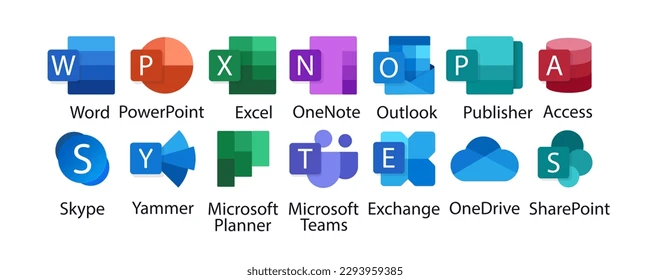 W P X N O P A
Word PowerPoint Excel OneNote Outlook Publisher Access
S Y T E S
Skype Yammer Microsoft Planner Microsoft Teams Exchange OneDrive SharePoint
shutterstock.com · 2293959385